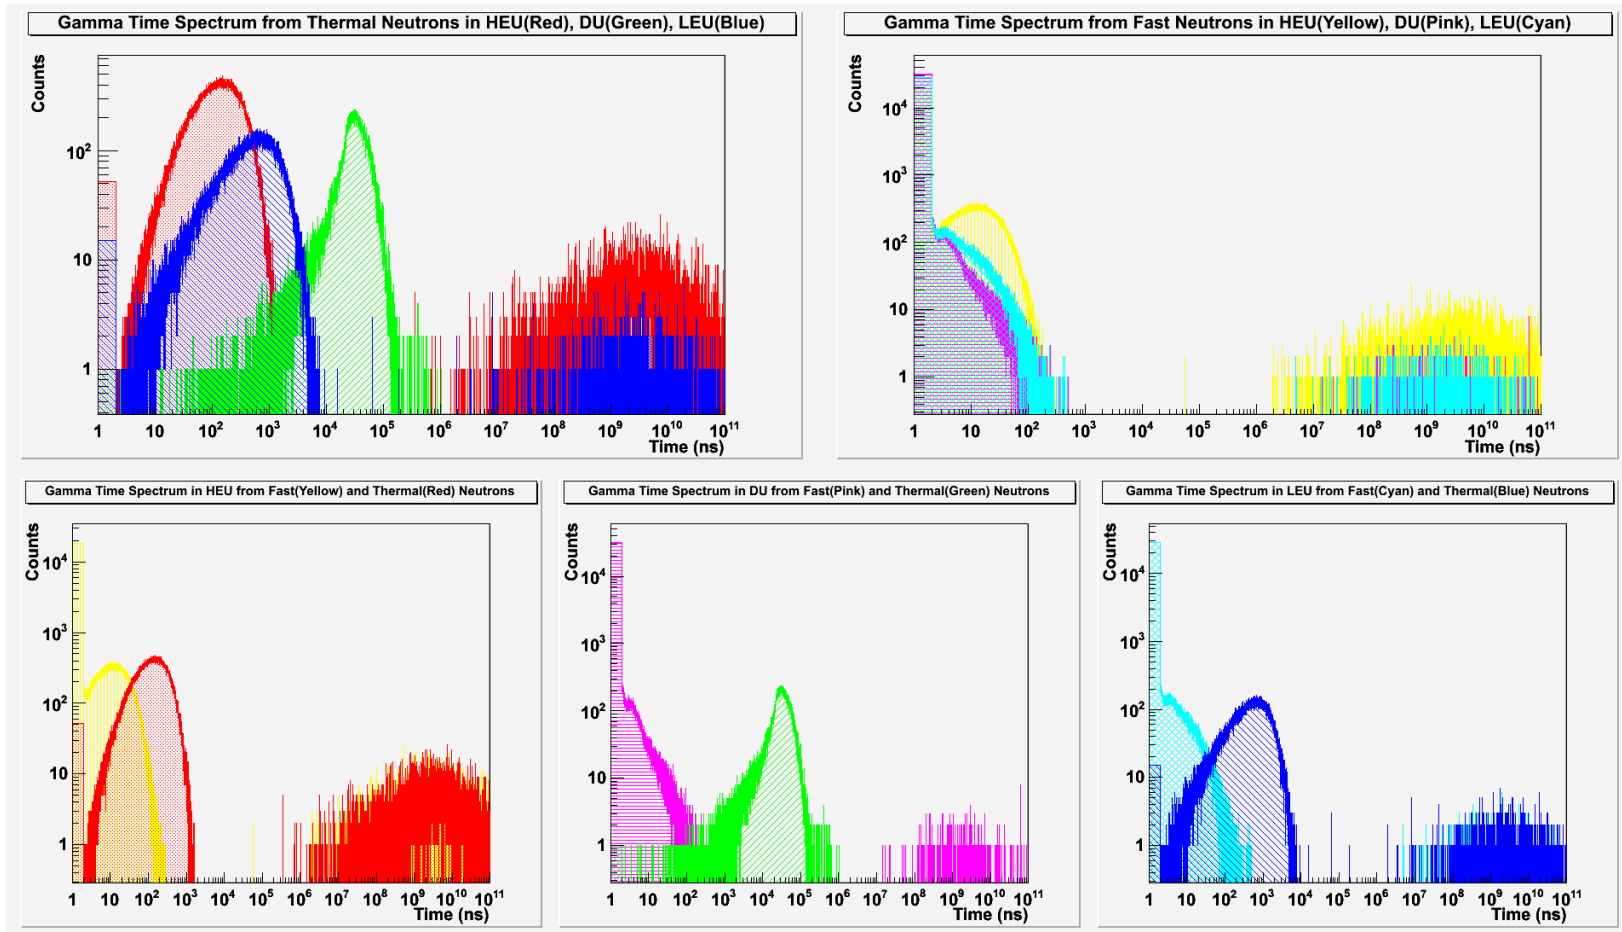 Gamma Time Spectrum from Thermal Neutrons in HEU(Red), DU(Green), LEU(Blue)
Counts
10²
10
1
1 10 10² 10³ 10⁴ 10⁵ 10⁶ 10⁷ 10⁸ 10⁹ 10¹⁰ 10¹¹
Time (ns)
Gamma Time Spectrum from Fast Neutrons in HEU(Yellow), DU(Pink), LEU(Cyan)
Counts
10⁴
10³
10²
10
1
1 10 10² 10³ 10⁴ 10⁵ 10⁶ 10⁷ 10⁸ 10⁹ 10¹⁰ 10¹¹
Time (ns)
Gamma Time Spectrum in HEU from Fast(Yellow) and Thermal(Red) Neutrons
Counts
10⁴
10³
10²
10
1
1 10 10² 10³ 10⁴ 10⁵ 10⁶ 10⁷ 10⁸ 10⁹ 10¹⁰ 10¹¹
Time (ns)
Gamma Time Spectrum in DU from Fast(Pink) and Thermal(Green) Neutrons
Counts
10⁴
10³
10²
10
1
1 10 10² 10³ 10⁴ 10⁵ 10⁶ 10⁷ 10⁸ 10⁹ 10¹⁰ 10¹¹
Time (ns)
Gamma Time Spectrum in LEU from Fast(Cyan) and Thermal(Blue) Neutrons
Counts
10⁴
10³
10²
10
1
1 10 10² 10³ 10⁴ 10⁵ 10⁶ 10⁷ 10⁸ 10⁹ 10¹⁰ 10¹¹
Time (ns)